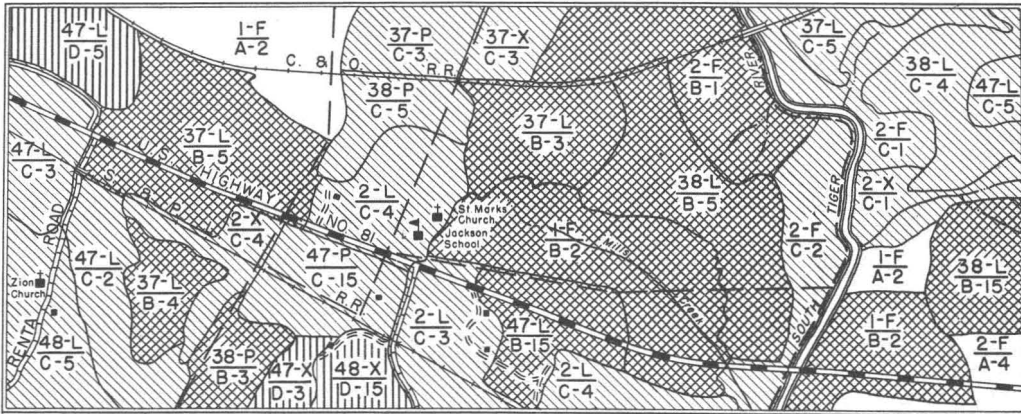 47-L
D-5
1-F
A-2
37-P
C-3
37-X
C-3
37-L
C-5
38-L
C-4
47-L
C-5
C. & O. R.R.
RIVER
2-F
B-1
38-P
C-5
37-L
B-3
2-F
C-1
47-L
C-3
37-L
B-5
U. S. HIGHWAY NO. 81
2-L
C-4
St. Marks
Church
Jackson
School
38-L
B-5
TIGER
2-X
C-1
S. B. P. L. R.R.
2-X
C-4
1-F
B-2
Mills
2-F
C-2
1-F
A-2
38-L
B-15
ROAD
47-L
C-2
37-L
B-4
47-P
C-15
Zion
Church
2-L
C-3
47-L
B-15
SOUTH
1-F
B-2
2-F
A-4
RENTA
48-L
C-5
38-P
B-3
47-X
D-3
48-X
D-15
2-L
C-4